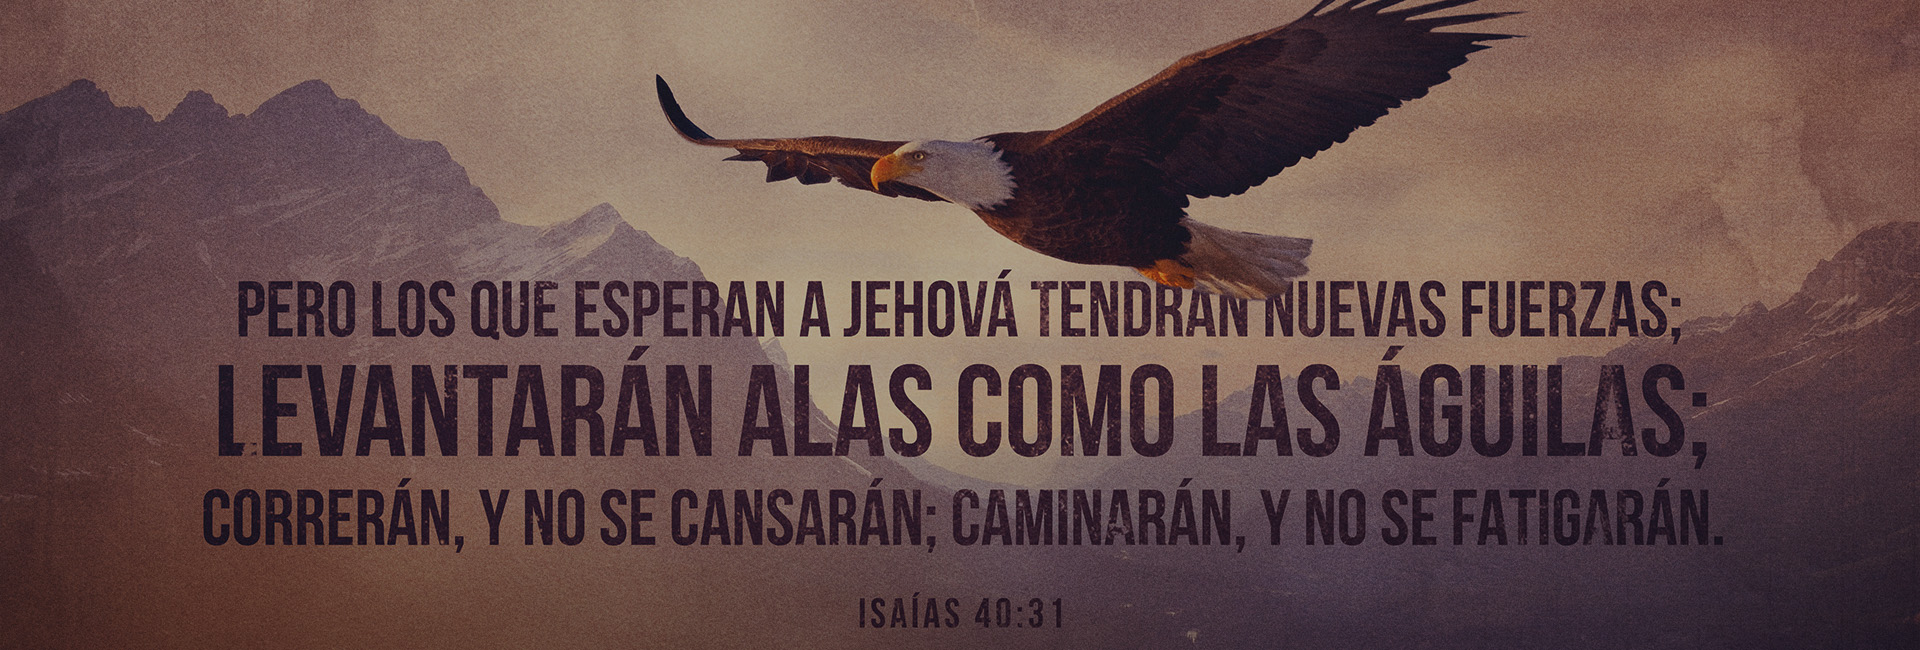 PERO LOS QUE ESPERAN A JEHOVÁ TENDRÁN NUEVAS FUERZAS;
LEVANTARÁN ALAS COMO LAS ÁGUILAS;
CORRERÁN, Y NO SE CANSARÁN; CAMINARÁN, Y NO SE FATIGARÁN.
ISAÍAS 40:31